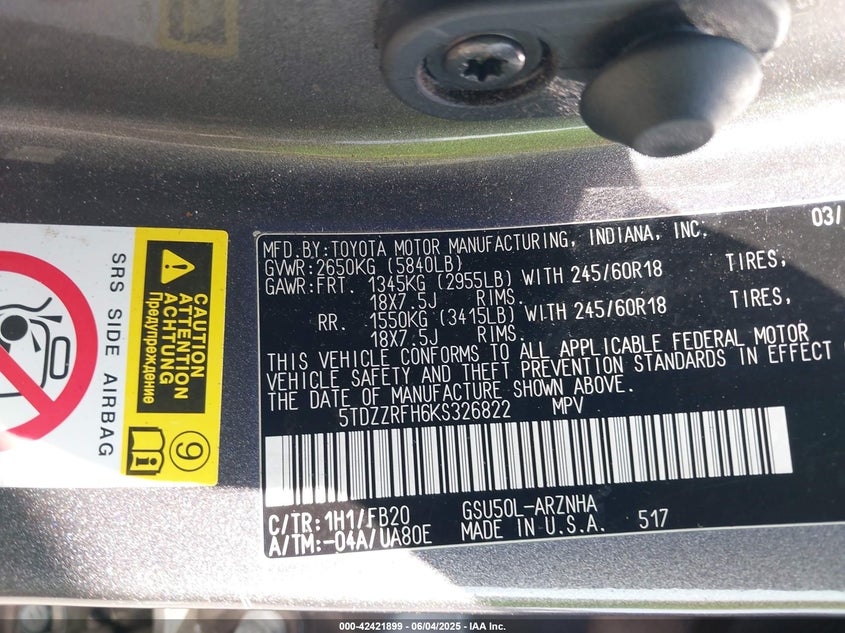 SRS SIDE AIRBAG
CAUTION
ATTENTION
ACHTUNG
Предупреждение
9
03/
MFD.BY:TOYOTA MOTOR MANUFACTURING, INDIANA, INC.
GVWR:2650KG (5840LB)
GAWR:FRT. 1345KG (2955LB) WITH 245/60R18 TIRES,
18X7.5J RIMS.
RR. 1550KG (3415LB) WITH 245/60R18 TIRES,
18X7.5J RIMS.
THIS VEHICLE CONFORMS TO ALL APPLICABLE FEDERAL MOTOR
VEHICLE SAFETY AND THEFT PREVENTION STANDARDS IN EFFECT
THE DATE OF MANUFACTURE SHOWN ABOVE.
5TDZZRFH6KS326822 MPV
C/TR:1H1/FB20 GSU50L-ARZNHA
A/TM:-04A/UA80E MADE IN U.S.A. 517
000-42421899 - 06/04/2025 - IAA Inc.